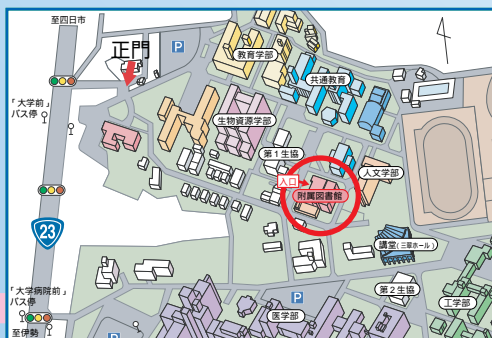 至四日市
正門
P
教育学部
共通教育
「大学前」
バス停
生物資源学部
第1生協
入口
附属図書館
人文学部
23
講堂(三翠ホール)
「大学病院前」
バス停
P
第2生協
工学部
医学部
至伊勢
P